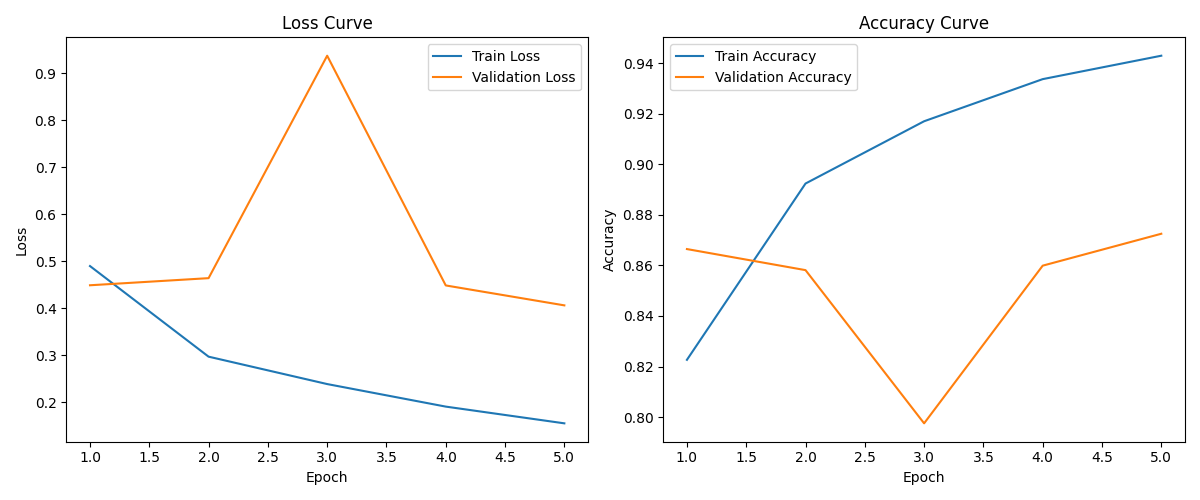 Loss Curve
Train Loss
Validation Loss
0.9
0.8
0.7
0.6
0.5
0.4
0.3
0.2
Loss
1.0 1.5 2.0 2.5 3.0 3.5 4.0 4.5 5.0
Epoch
Accuracy Curve
Train Accuracy
Validation Accuracy
0.94
0.92
0.90
0.88
0.86
0.84
0.82
0.80
Accuracy
1.0 1.5 2.0 2.5 3.0 3.5 4.0 4.5 5.0
Epoch